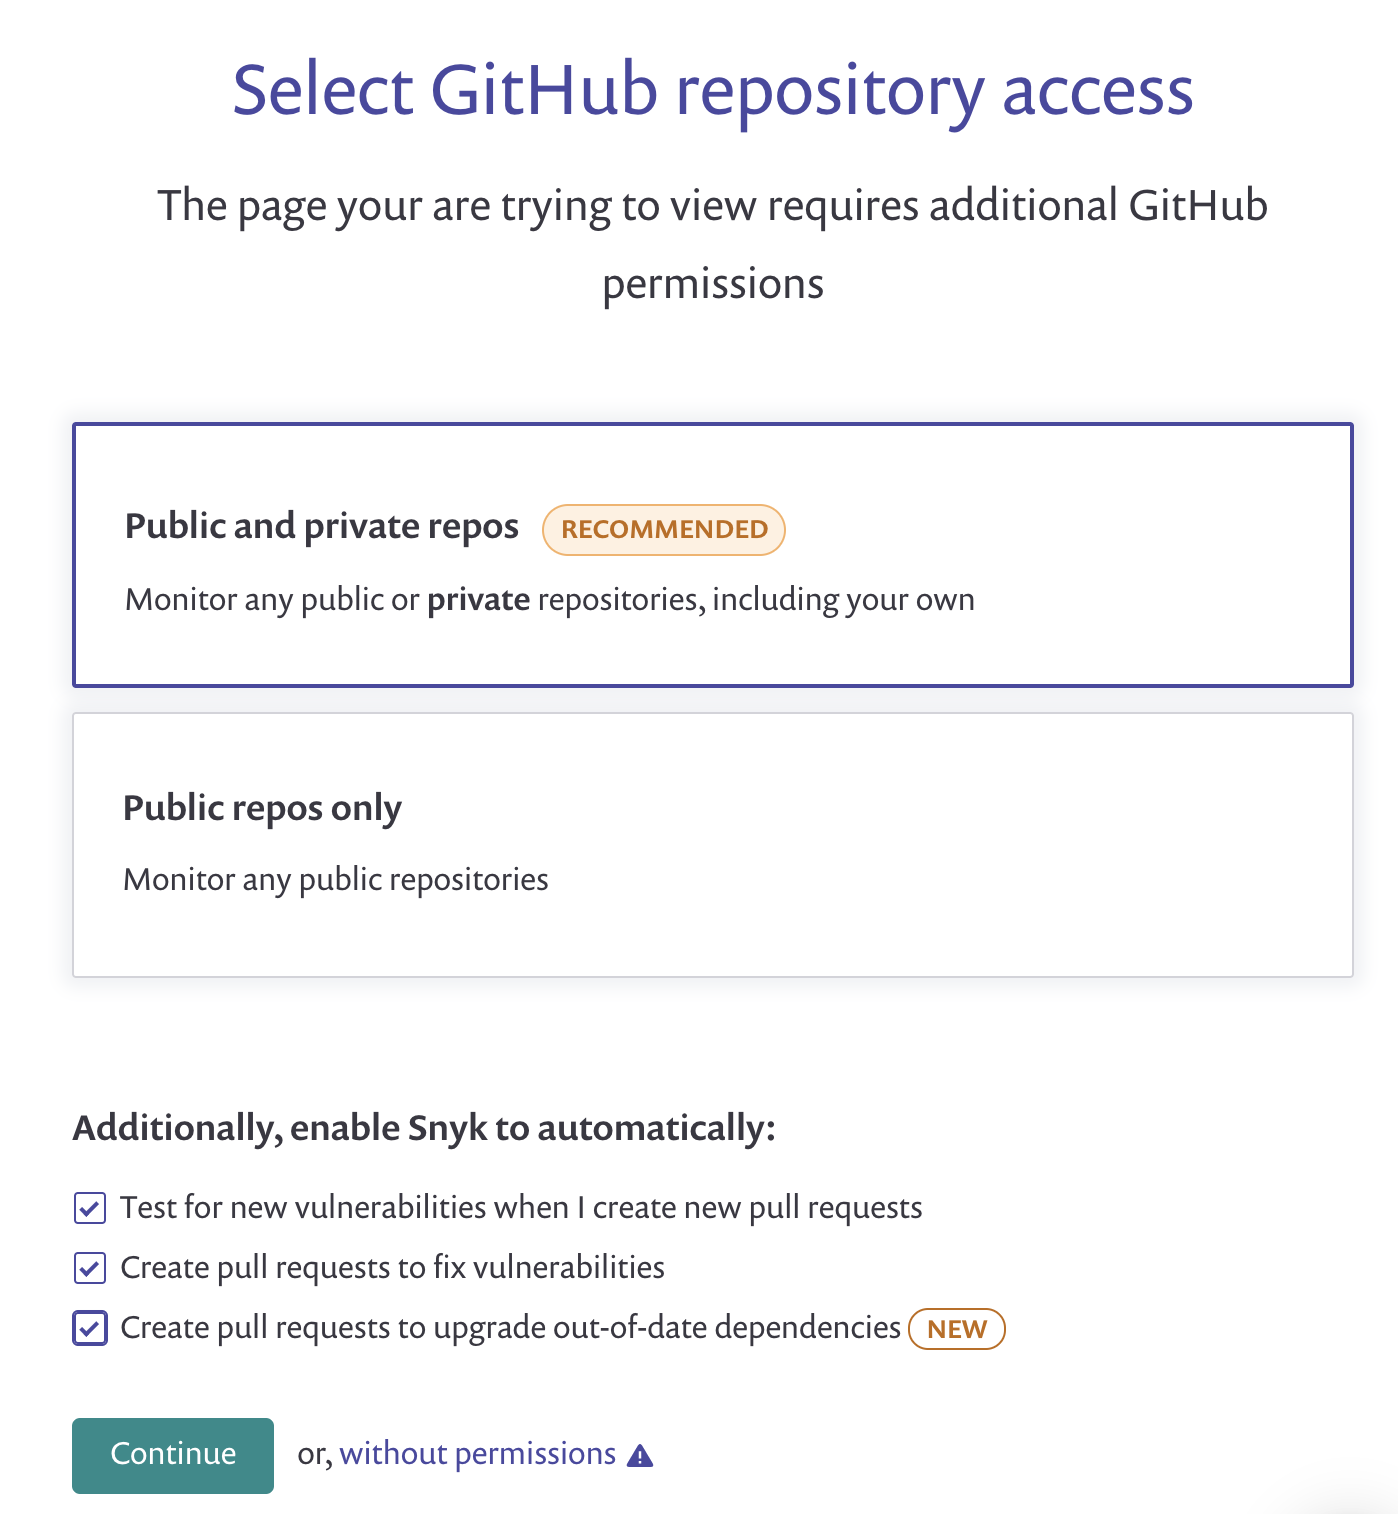 Select GitHub repository access
The page your are trying to view requires additional GitHub
permissions
Public and private repos RECOMMENDED
Monitor any public or private repositories, including your own
Public repos only
Monitor any public repositories
Additionally, enable Snyk to automatically:
Test for new vulnerabilities when I create new pull requests
Create pull requests to fix vulnerabilities
Create pull requests to upgrade out-of-date dependencies NEW
Continue or, without permissions